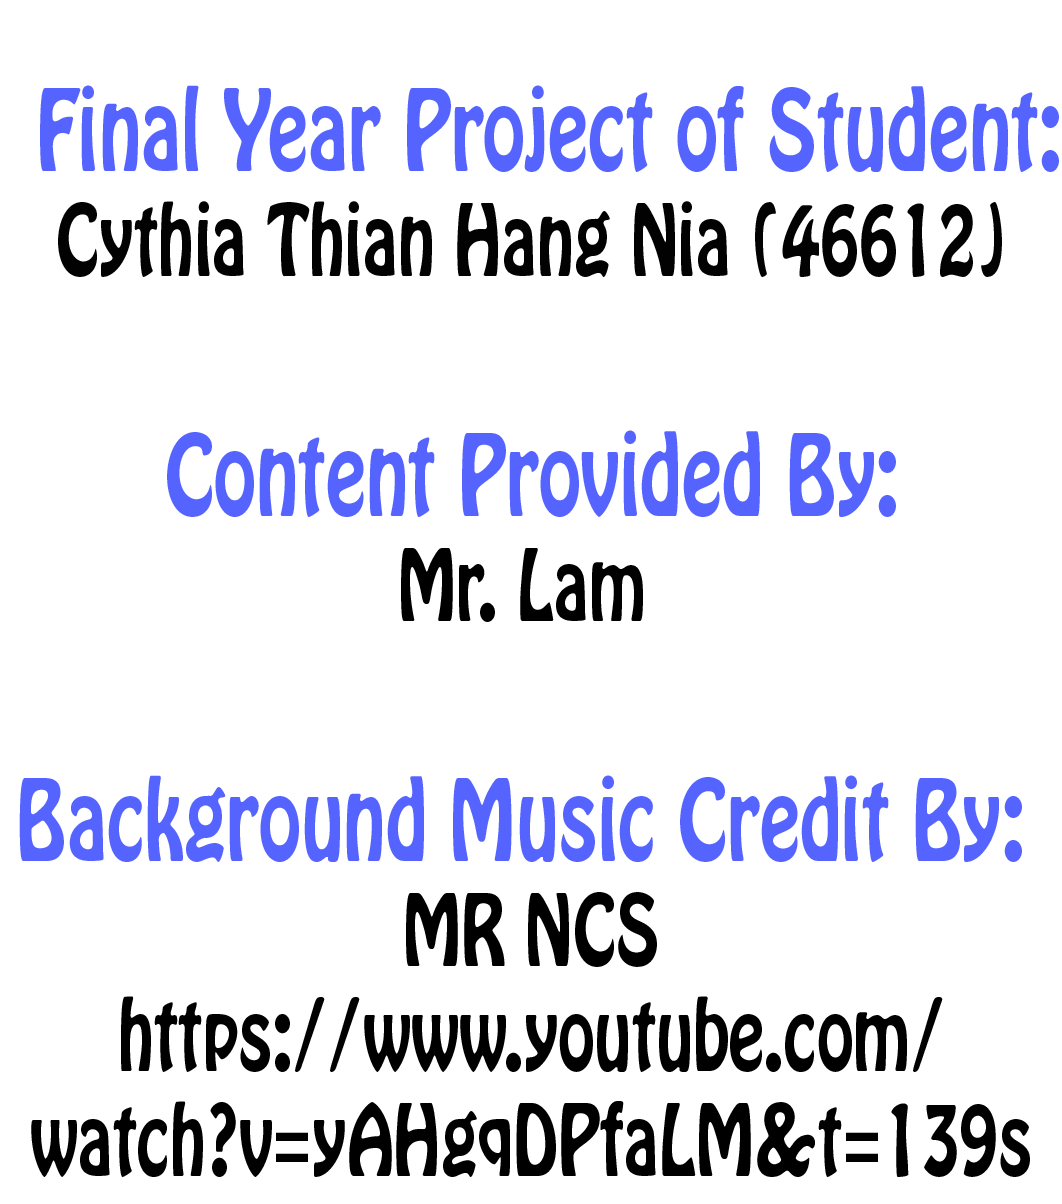 Final Year Project of Student:
Cythia Thian Hang Nia (46612)
Content Provided By:
Mr. Lam
Background Music Credit By:
MR NCS
https://www.youtube.com/
watch?v=yAHgqDPfaLM&t=139s